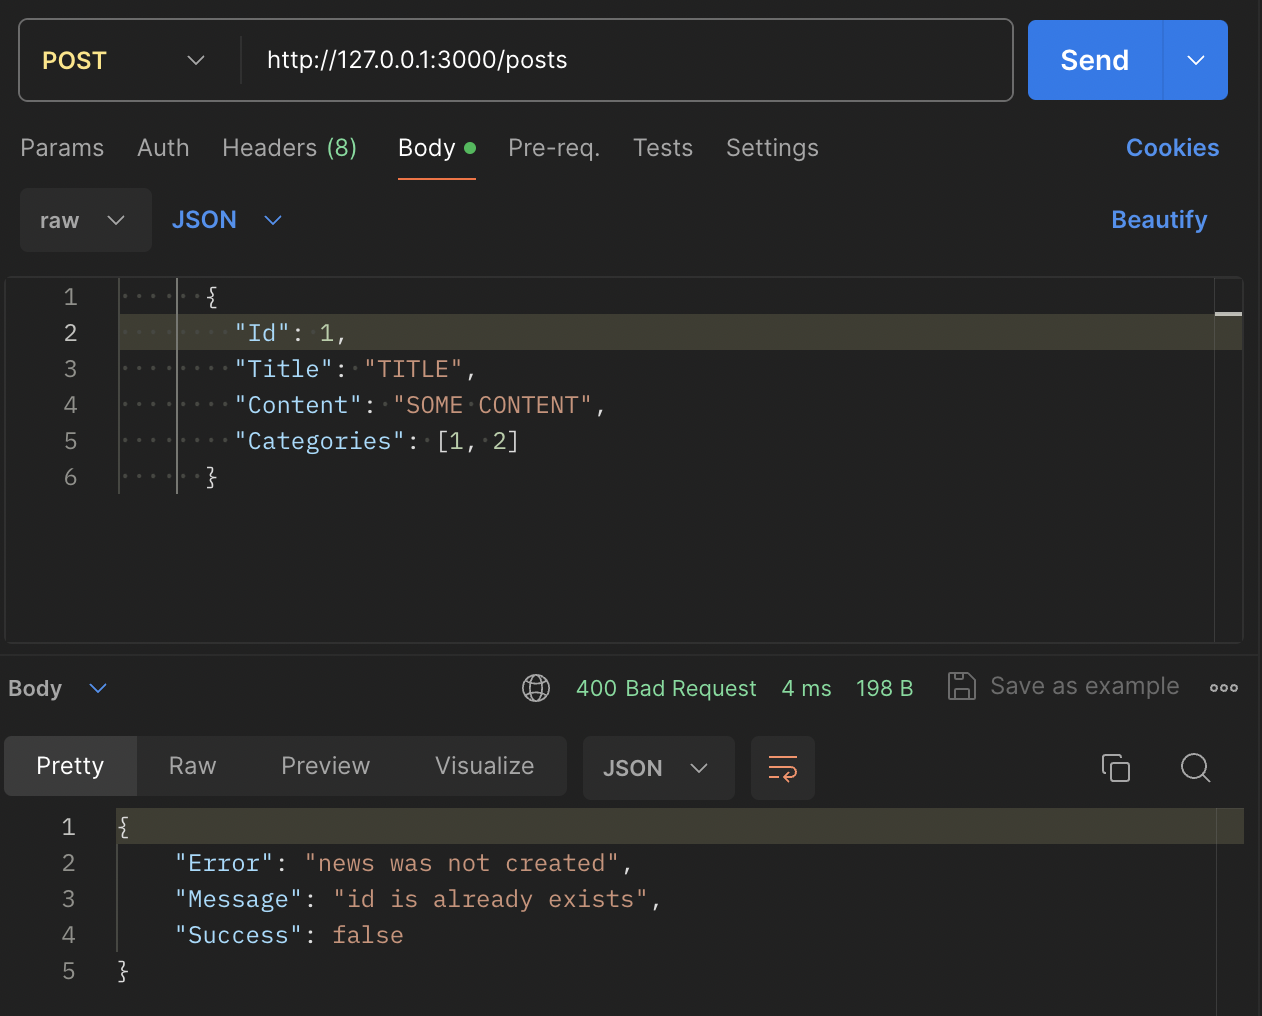 POST http://127.0.0.1:3000/posts Send
Params Auth Headers (8) Body Pre-req. Tests Settings Cookies
raw JSON Beautify
1 {
2 "Id": 1,
3 "Title": "TITLE",
4 "Content": "SOME CONTENT",
5 "Categories": [1, 2]
6 }
Body 400 Bad Request 4 ms 198 B Save as example
Pretty Raw Preview Visualize JSON
1 {
2 "Error": "news was not created",
3 "Message": "id is already exists",
4 "Success": false
5 }